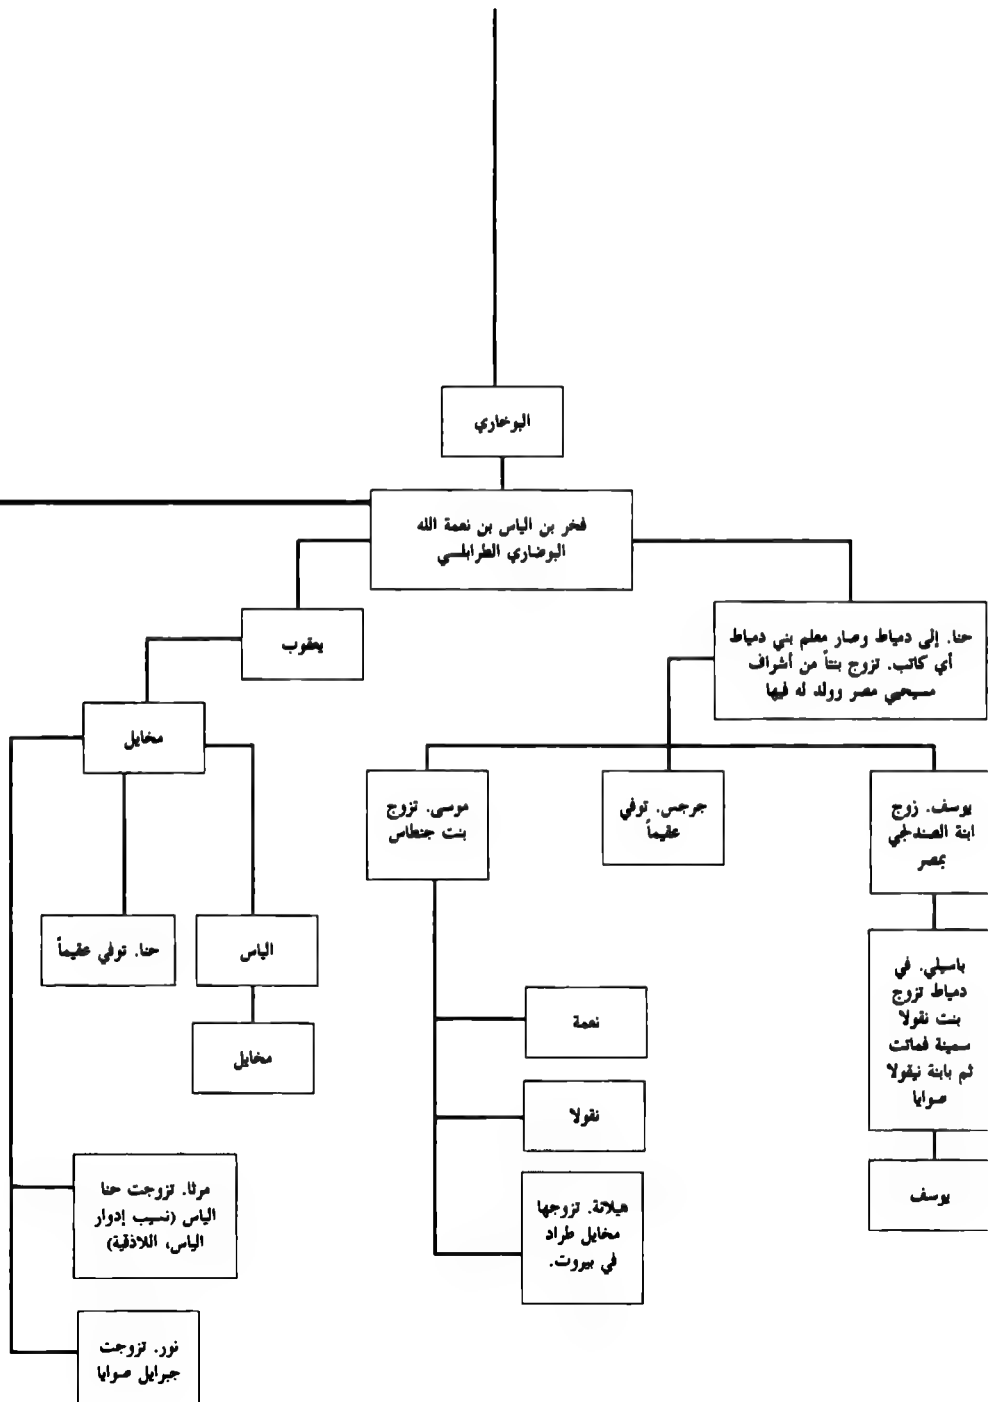 البوخاري
فخر بن الياس بن نعمة الله
البوضاري الطرابلسي
حنا. إلى دمياط وصار معلم بني دمياط
أي كاتب. تزوج بنتاً من أشراف
مسيحيي مصر وولد له فيها
يعقوب
مخايل
يوسف. زوج
ابنة الصندلجي
بمصر
جرجس. توفي
عقيماً
موسى. تزوج
بنت جنطاس
الياس
حنا. توفي عقيماً
مخايل
باسيلي. في
دمياط تزوج
بنت نقولا
سمينة فماتت
ثم بابنة نيقولا
صوايا
يوسف
نعمة
نقولا
هيلانة. تزوجها
مخايل طراد
في بيروت.
مرتا. تزوجت حنا
الياس (نسيب إدوار
الياس، اللاذقية)
نور. تزوجت
جبرايل صوايا